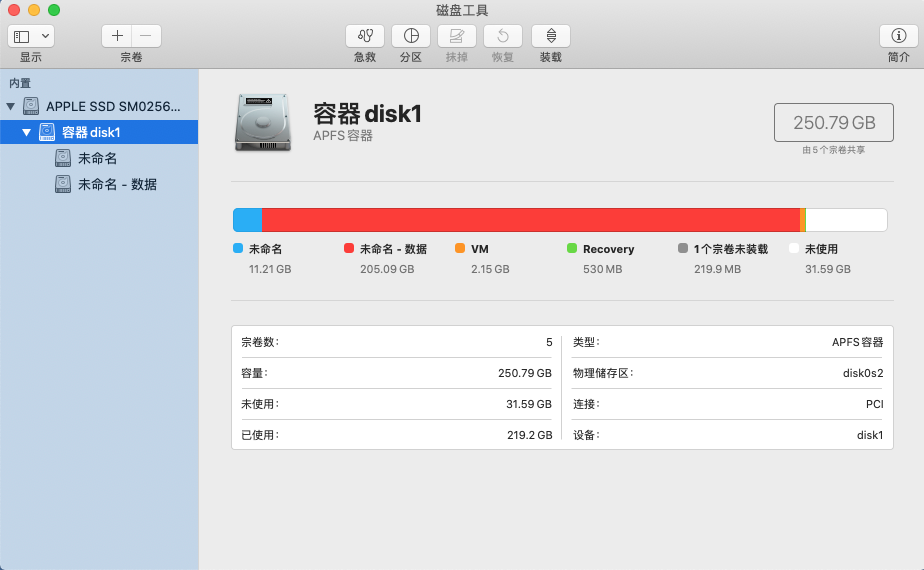 磁盘工具
显示
宗卷
急救
分区
抹掉
恢复
装载
简介
内置
APPLE SSD SM0256...
容器 disk1
未命名
未命名 - 数据
容器 disk1
APFS 容器
250.79 GB
由 5 个宗卷共享
未命名
11.21 GB
未命名 - 数据
205.09 GB
VM
2.15 GB
Recovery
530 MB
1个宗卷未装载
219.9 MB
未使用
31.59 GB
宗卷数: 5
容量: 250.79 GB
未使用: 31.59 GB
已使用: 219.2 GB
类型: APFS 容器
物理储存区: disk0s2
连接: PCI
设备: disk1